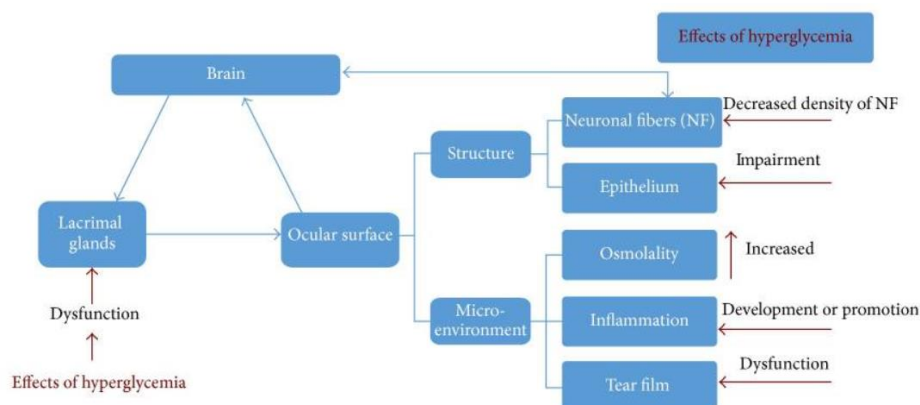 Effects of hyperglycemia
Brain
Neuronal fibers (NF)
Decreased density of NF
Structure
Epithelium
Impairment
Lacrimal
glands
Ocular surface
Osmolality
Increased
Micro-
environment
Inflammation
Development or promotion
Tear film
Dysfunction
Dysfunction
Effects of hyperglycemia